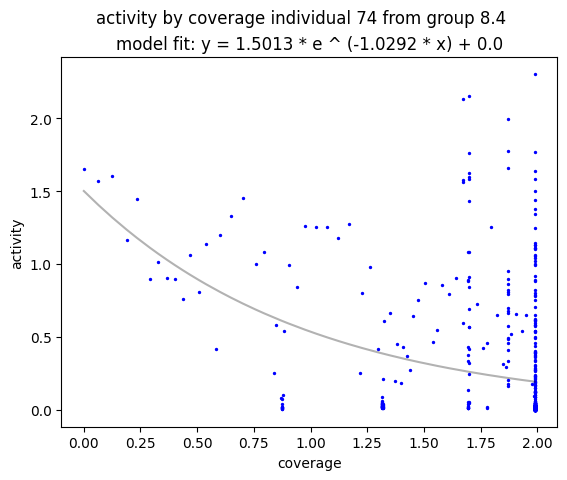 activity by coverage individual 74 from group 8.4
model fit: y = 1.5013 * e ^ (-1.0292 * x) + 0.0
2.0
1.5
1.0
0.5
0.0
activity
0.00 0.25 0.50 0.75 1.00 1.25 1.50 1.75 2.00
coverage